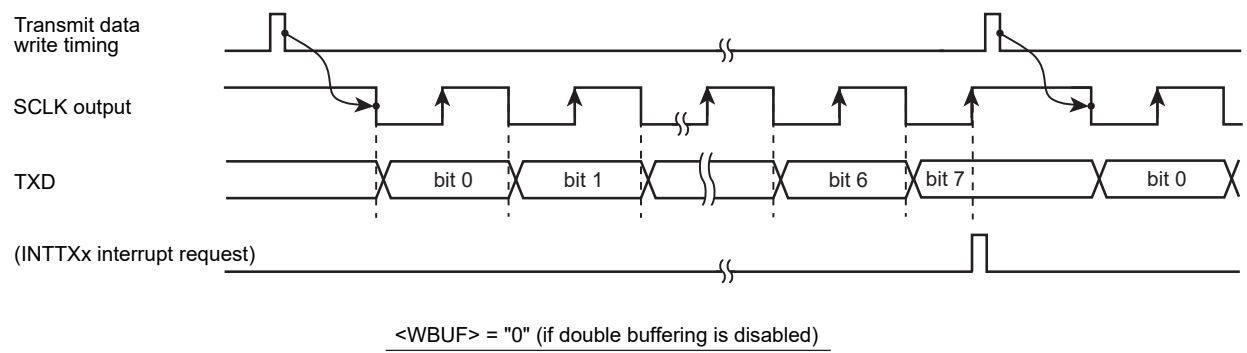 Transmit data
write timing
SCLK output
TXD
bit 0
bit 1
bit 6
bit 7
bit 0
(INTTXx interrupt request)
<WBUF> = "0" (if double buffering is disabled)